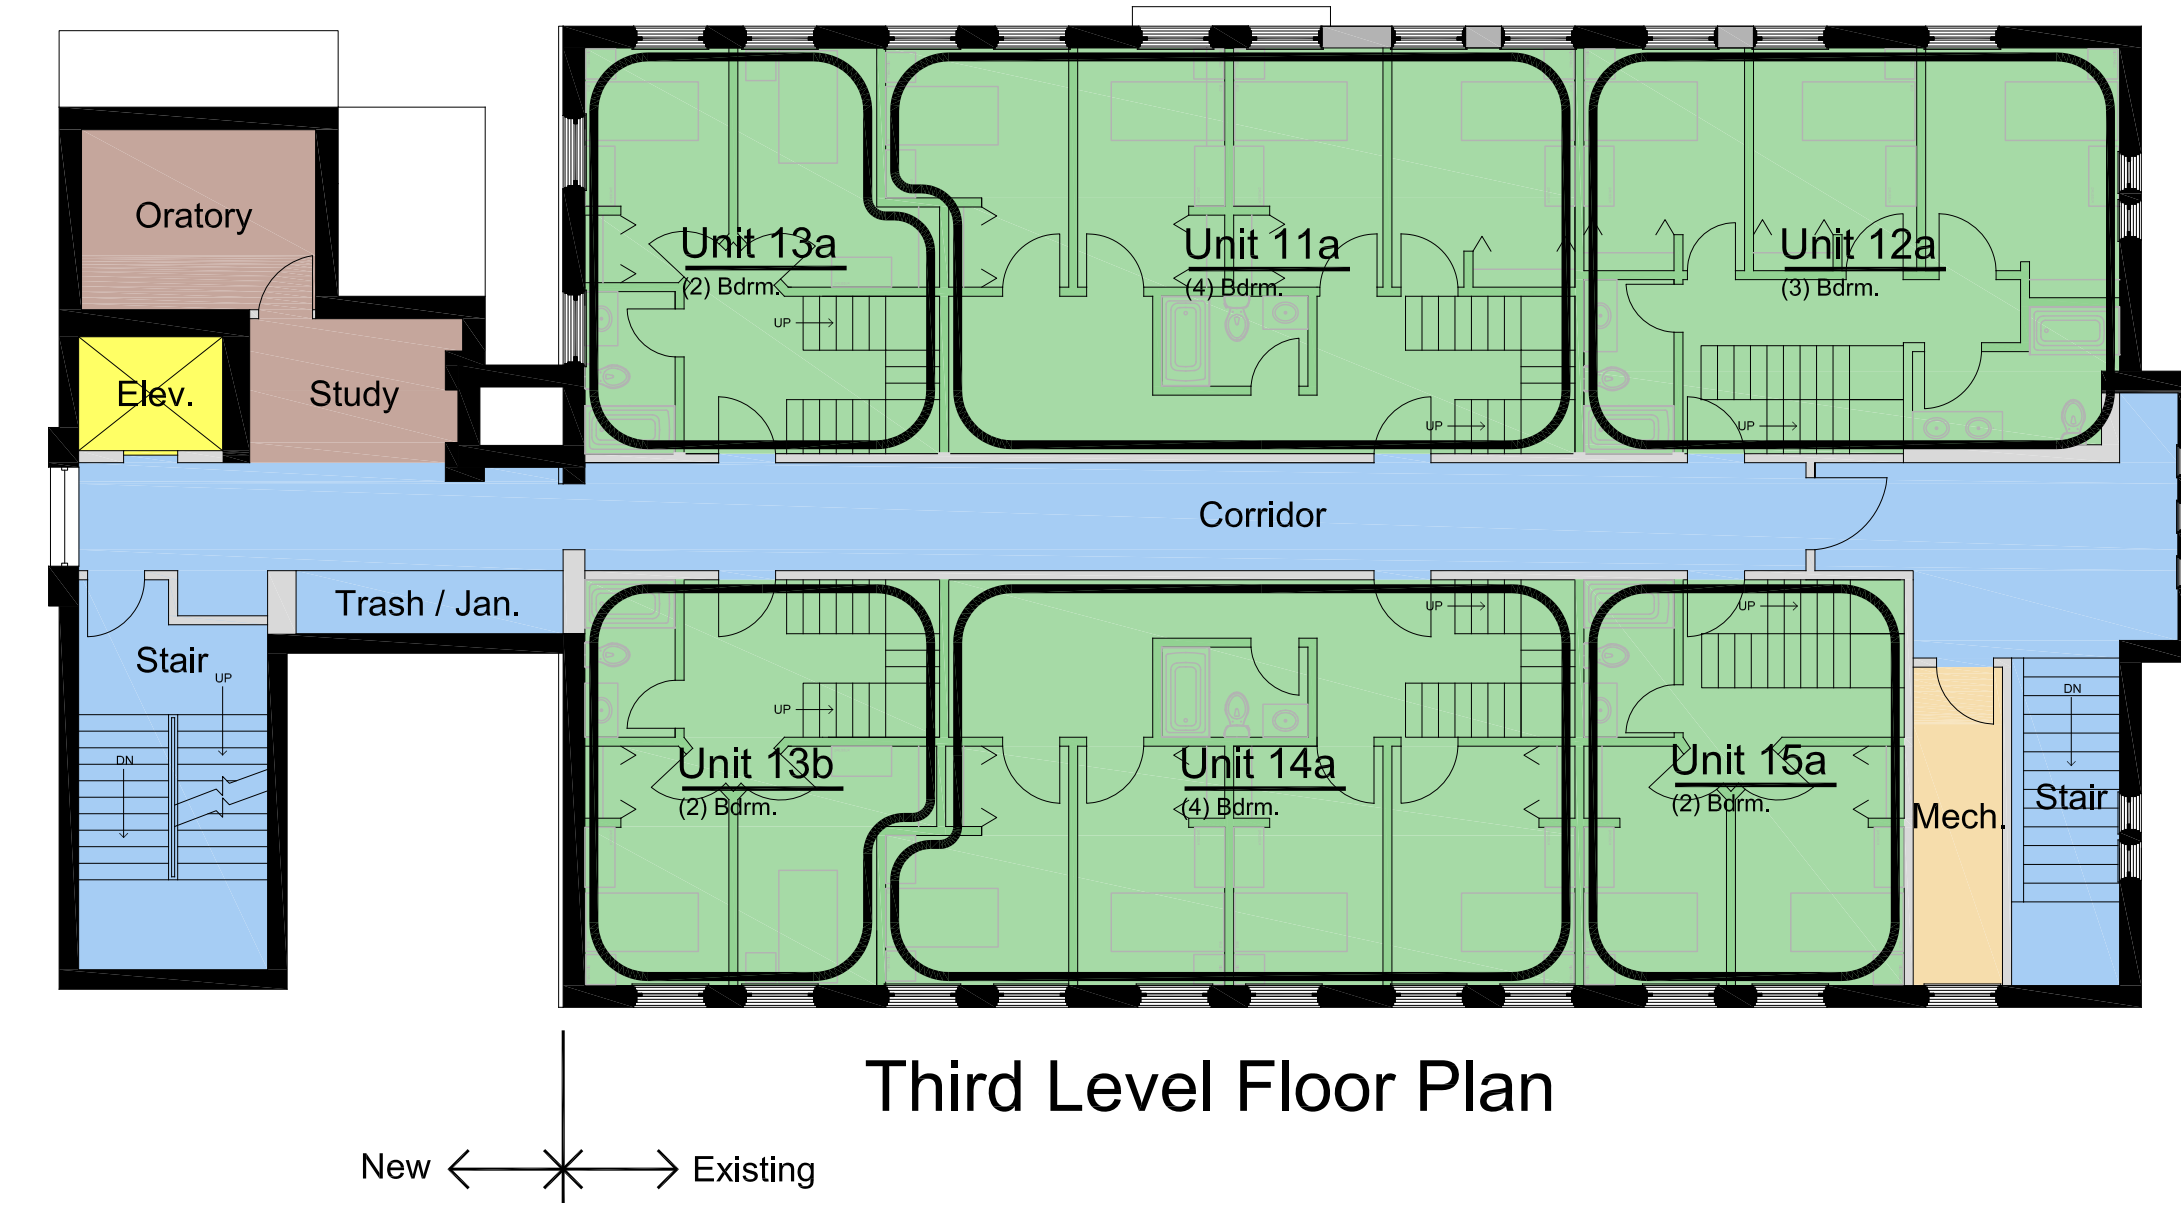 Oratory
Elev.
Study
Unit 13a
(2) Bdrm.
UP
Unit 11a
(4) Bdrm.
UP
Unit 12a
(3) Bdrm.
UP
Corridor
Trash / Jan.
Stair
UP
DN
UP
Unit 13b
(2) Bdrm.
UP
Unit 14a
(4) Bdrm.
UP
Unit 15a
(2) Bdrm.
Mech.
DN
Stair
Third Level Floor Plan
New
Existing